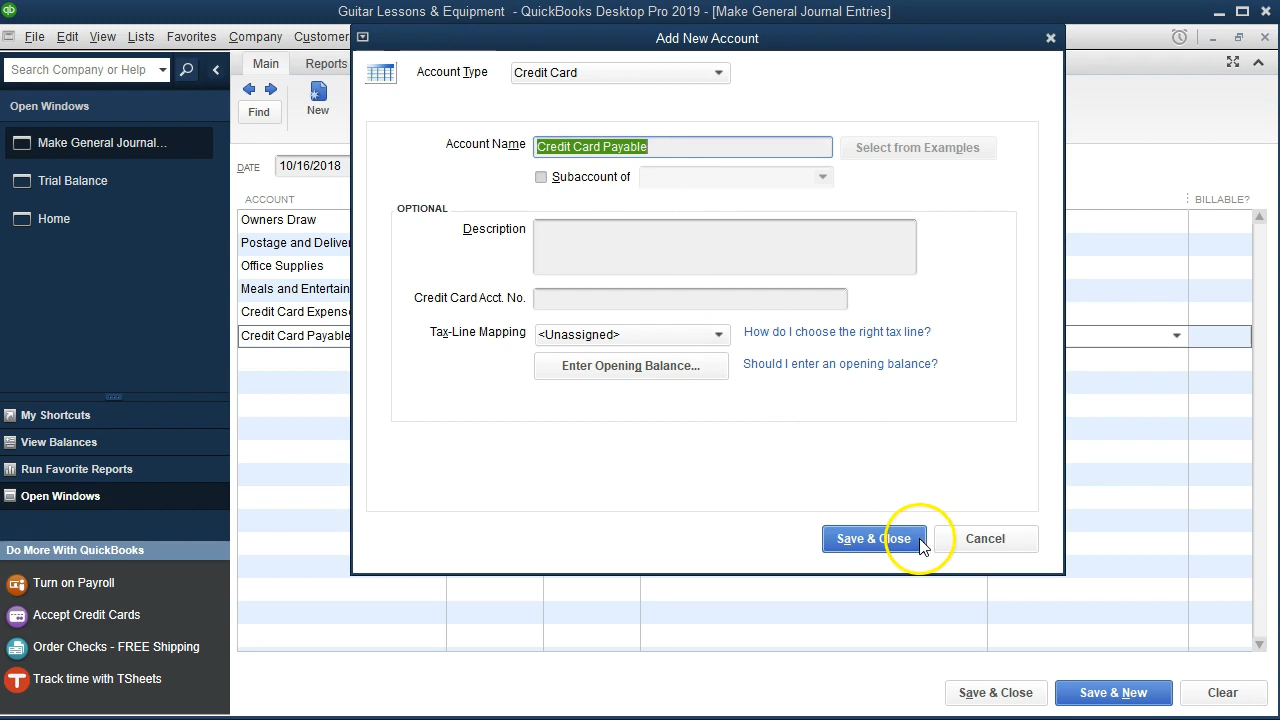 Guitar Lessons & Equipment - QuickBooks Desktop Pro 2019 - [Make General Journal Entries]
File Edit View Lists Favorites Company Customer
Add New Account
Search Company or Help
Main Reports
Account Type Credit Card
Open Windows
Find New
Make General Journal...
Account Name Credit Card Payable Select from Examples
DATE 10/16/2018
Subaccount of
Trial Balance
ACCOUNT BILLABLE?
OPTIONAL
Home
Owners Draw
Description
Postage and Deliver
Office Supplies
Meals and Entertain
Credit Card Acct. No.
Credit Card Expens
Tax-Line Mapping <Unassigned> How do I choose the right tax line?
Credit Card Payable
Enter Opening Balance... Should I enter an opening balance?
My Shortcuts
View Balances
Run Favorite Reports
Open Windows
Save & Close Cancel
Do More With QuickBooks
Turn on Payroll
Accept Credit Cards
Order Checks - FREE Shipping
Track time with TSheets
Save & Close Save & New Clear